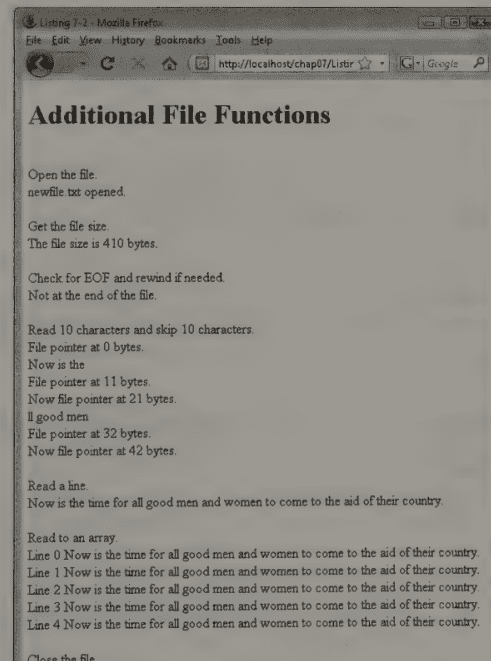 Listing 7-2 - Mozilla Firefox
File Edit View History Bookmarks Tools Help
http://localhost/chap07/Listin
Google
Additional File Functions
Open the file.
newfile.txt opened.
Get the file size.
The file size is 410 bytes.
Check for EOF and rewind if needed.
Not at the end of the file.
Read 10 characters and skip 10 characters.
File pointer at 0 bytes.
Now is the
File pointer at 11 bytes.
Now file pointer at 21 bytes.
ll good men
File pointer at 32 bytes.
Now file pointer at 42 bytes.
Read a line.
Now is the time for all good men and women to come to the aid of their country.
Read to an array.
Line 0 Now is the time for all good men and women to come to the aid of their country.
Line 1 Now is the time for all good men and women to come to the aid of their country.
Line 2 Now is the time for all good men and women to come to the aid of their country.
Line 3 Now is the time for all good men and women to come to the aid of their country.
Line 4 Now is the time for all good men and women to come to the aid of their country.
Close the file.